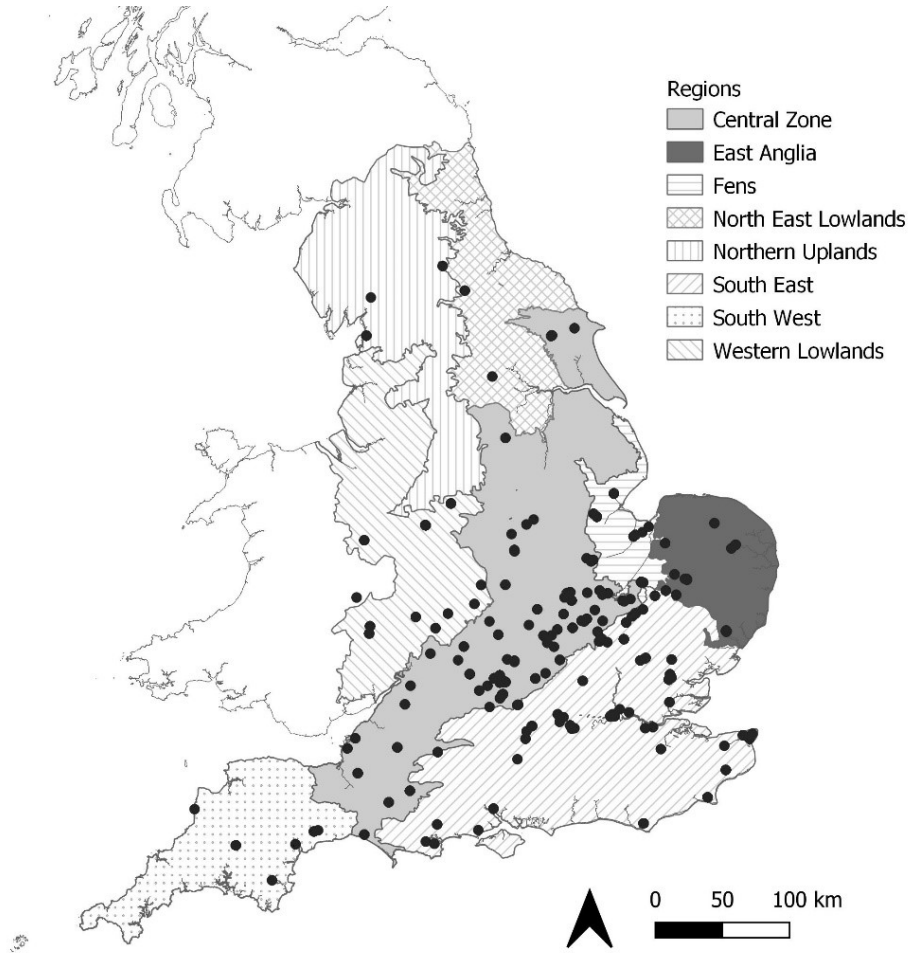 Regions
Central Zone
East Anglia
Fens
North East Lowlands
Northern Uplands
South East
South West
Western Lowlands
0 50 100 km